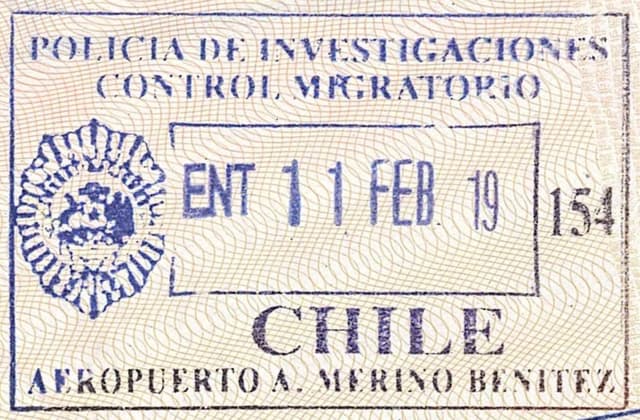 POLICIA DE INVESTIGACIONES
CONTROL MIGRATORIO
ENT 11 FEB 19
154
CHILE
AEROPUERTO A. MERINO BENITEZ